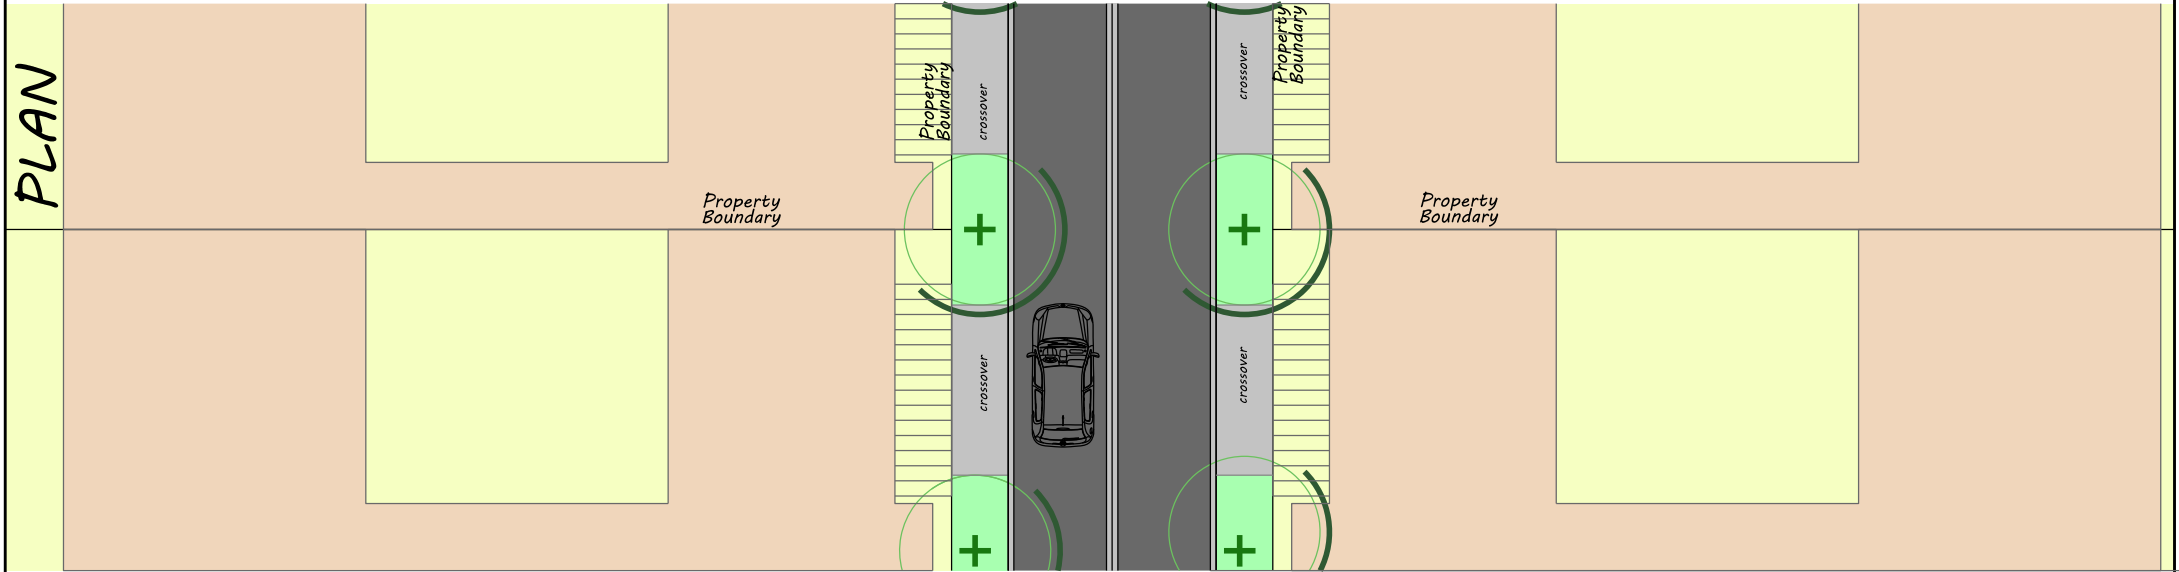 PLAN
Property
Boundary
crossover
crossover
Property
Boundary
Property
Boundary
Property
Boundary
crossover
crossover